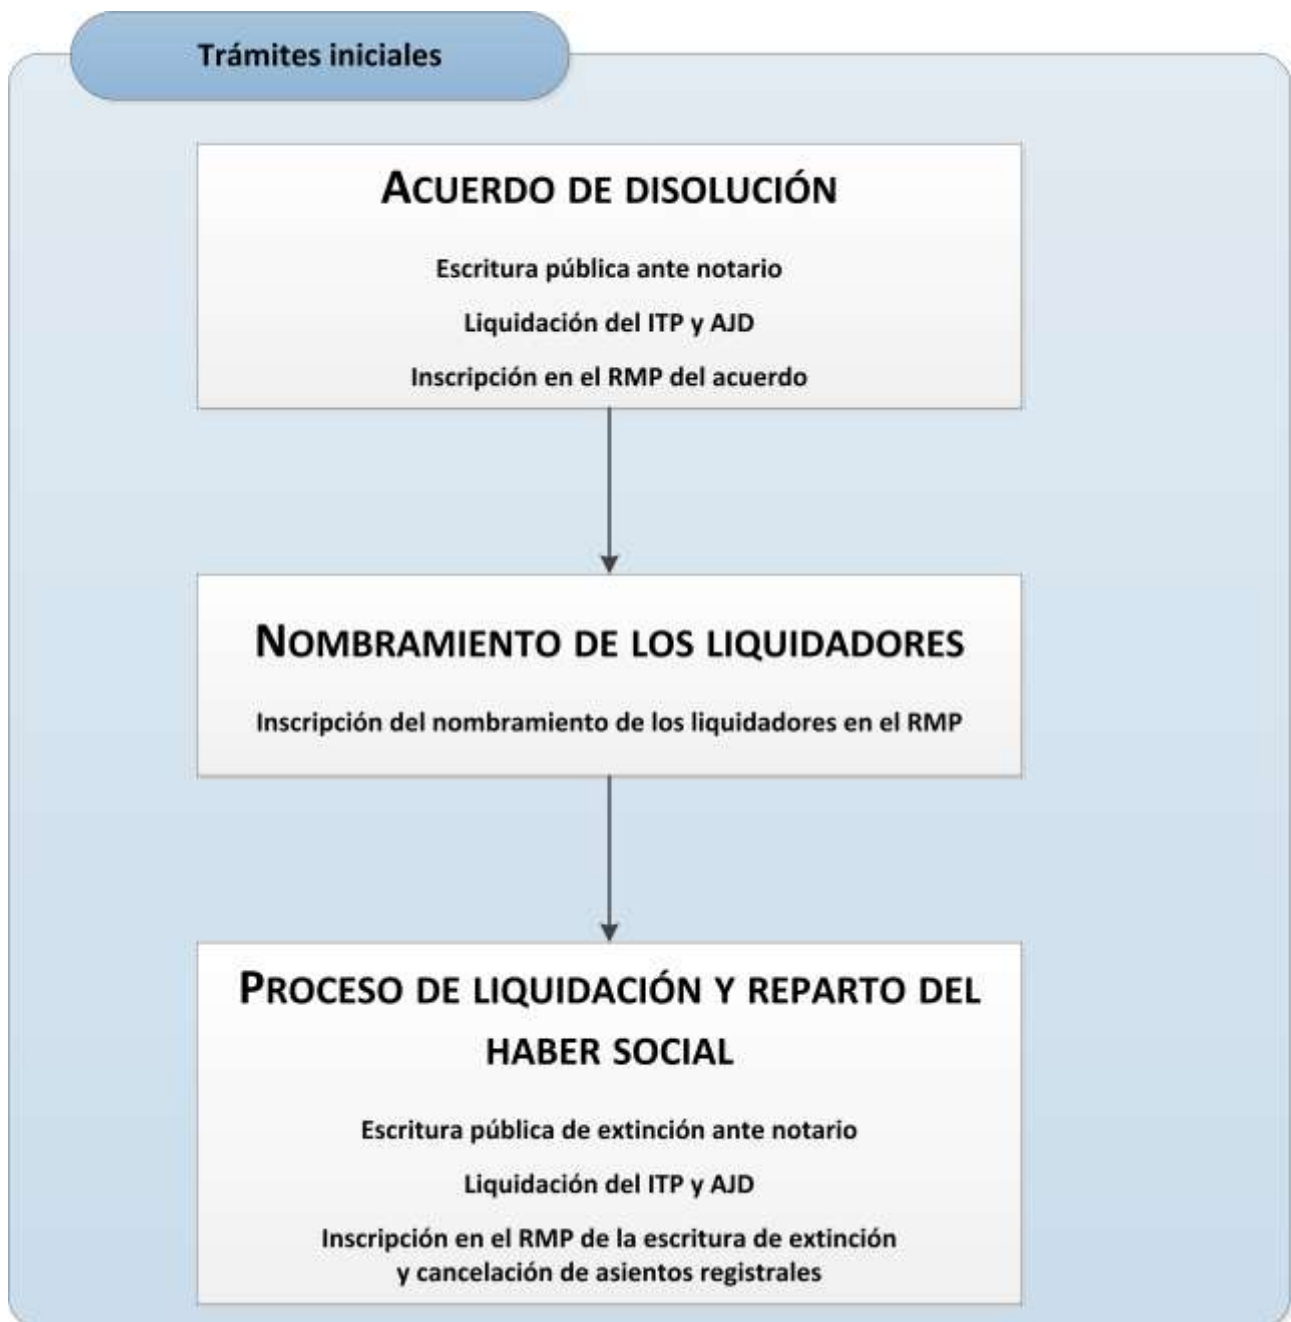 Trámites iniciales
ACUERDO DE DISOLUCIÓN
Escritura pública ante notario
Liquidación del ITP y AJD
Inscripción en el RMP del acuerdo
NOMBRAMIENTO DE LOS LIQUIDADORES
Inscripción del nombramiento de los liquidadores en el RMP
PROCESO DE LIQUIDACIÓN Y REPARTO DEL
HABER SOCIAL
Escritura pública de extinción ante notario
Liquidación del ITP y AJD
Inscripción en el RMP de la escritura de extinción
y cancelación de asientos registrales